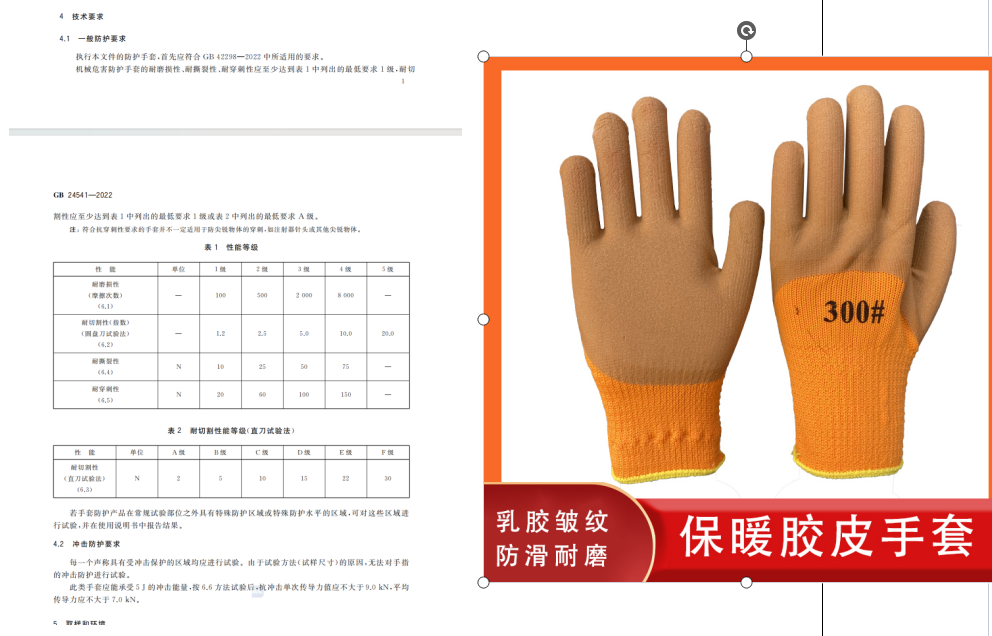 4 技术要求
4.1 一般防护要求
执行本文件的防护手套,首先应符合 GB 42298—2022 中所适用的要求。
机械危害防护手套的耐磨损性、耐撕裂性、耐穿刺性应至少达到表 1 中列出的最低要求 1 级,耐切
1
GB 24541—2022
割性应至少达到表 1 中列出的最低要求 1 级或表 2 中列出的最低要求 A 级。
注:符合抗穿刺性要求的手套并不一定适用于防尖锐物体的穿刺,如注射器针头或其他尖锐物体。
表 1 性能等级
性 能 单位 1 级 2 级 3 级 4 级 5 级
耐磨损性
(摩擦次数)
(6.1)
— 100 500 2 000 8 000 —
耐切割性(指数)
(圆盘刀试验法)
(6.2)
— 1.2 2.5 5.0 10.0 20.0
耐撕裂性
(6.4)
N 10 25 50 75 —
耐穿刺性
(6.5)
N 20 60 100 150 —
表 2 耐切割性能等级(直刀试验法)
性 能 单位 A 级 B 级 C 级 D 级 E 级 F 级
耐切割性
(直刀试验法)
(6.3)
N 2 5 10 15 22 30
若手套防护产品在常规试验部位之外具有特殊防护区域或特殊防护水平的区域,可对这些区域进
行试验,并在使用说明书中报告结果。
4.2 冲击防护要求
每一个声称具有受冲击保护的区域均应进行试验。由于试验方法(试样尺寸)的原因,无法对手指
的冲击防护进行试验。
此类手套应能承受 5 J 的冲击能量,按 6.6 方法试验后,抗冲击单次传导力值应不大于 9.0 kN,平均
传导力应不大于 7.0 kN。
5 取样和环境
300#
乳胶皱纹
防滑耐磨
保暖胶皮手套